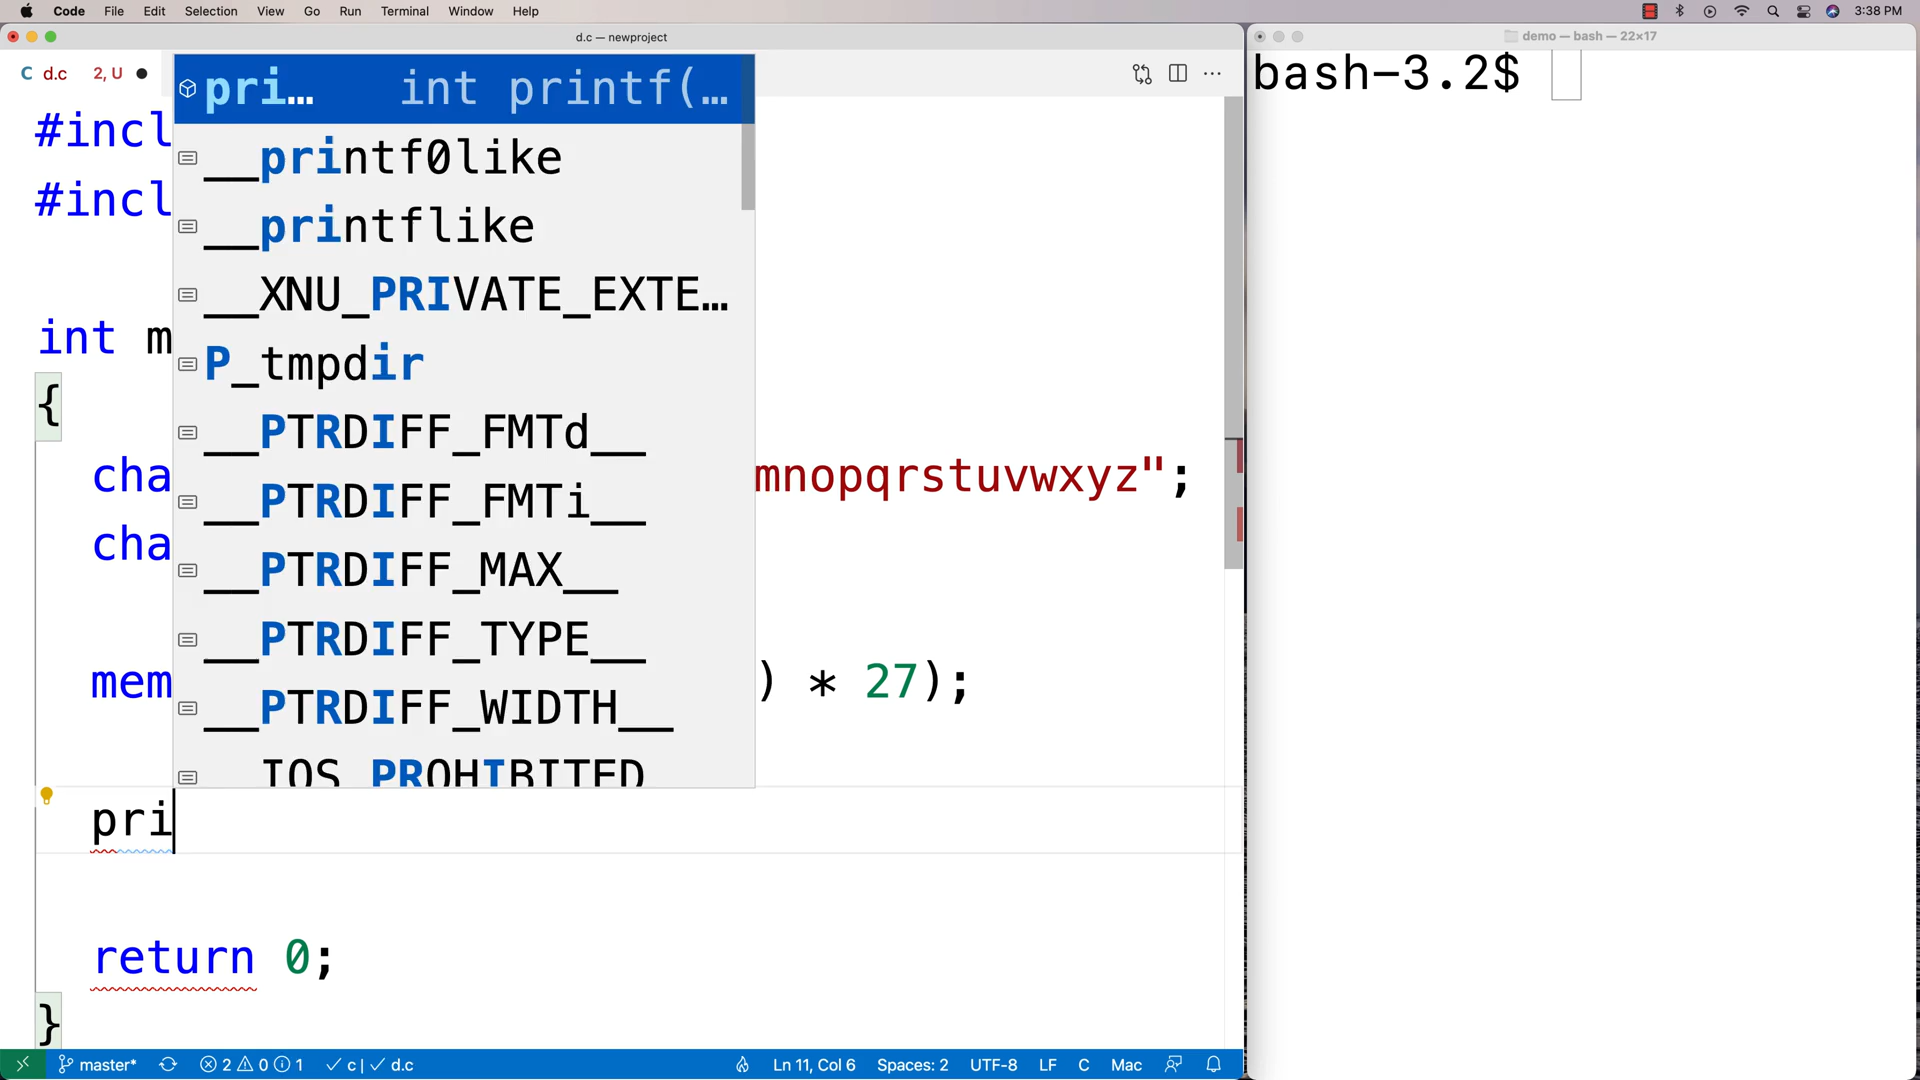 Code File Edit Selection View Go Run Terminal Window Help 3:38 PM
d.c — newproject
demo — bash — 22×17
C d.c 2, U
bash-3.2$
pri… int printf(…
#incl
__printf0like
#incl
__printflike
__XNU_PRIVATE_EXTE…
int m
P_tmpdir
{
__PTRDIFF_FMTd__
cha
mnopqrstuvwxyz";
__PTRDIFF_FMTi__
cha
__PTRDIFF_MAX__
__PTRDIFF_TYPE__
mem
) * 27);
__PTRDIFF_WIDTH__
__IOS_PROHIBITED
pri
return 0;
}
master* 2 0 1 c | d.c Ln 11, Col 6 Spaces: 2 UTF-8 LF C Mac